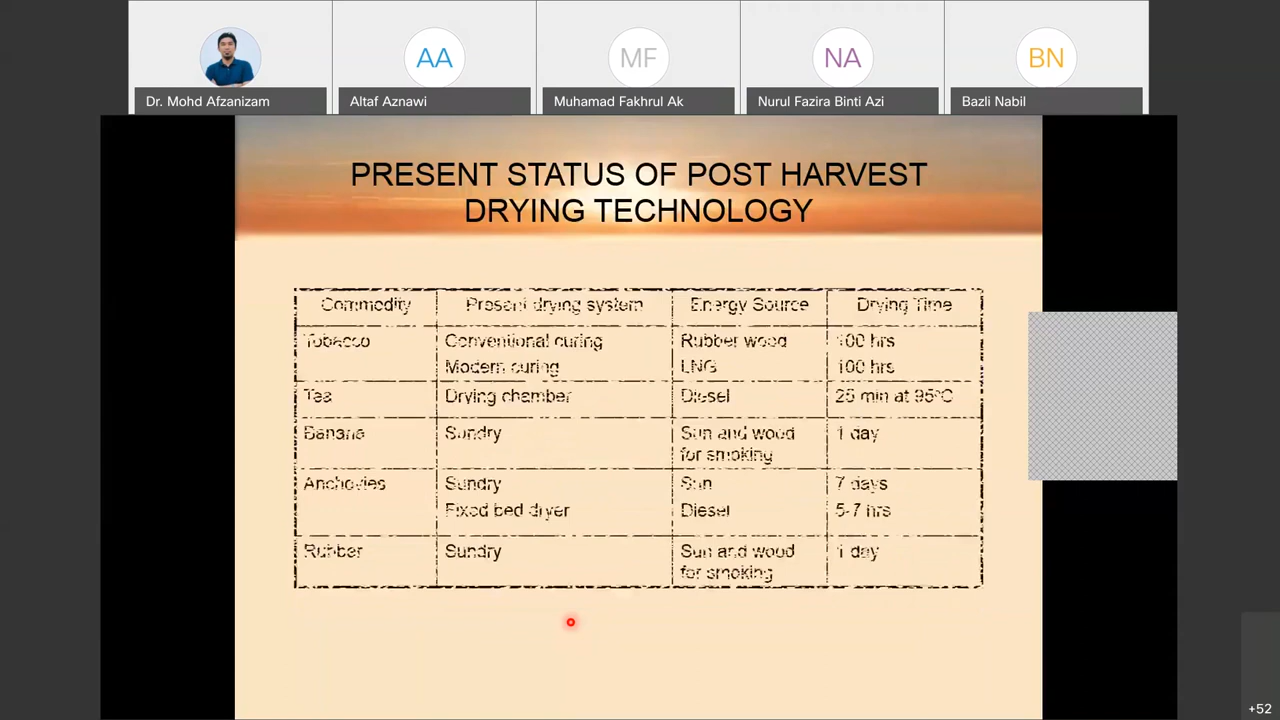 AA
MF
NA
BN
Dr. Mohd Afzanizam
Altaf Aznawi
Muhamad Fakhrul Ak
Nurul Fazira Binti Azi
Bazli Nabil
PRESENT STATUS OF POST HARVEST
DRYING TECHNOLOGY
Commodity Present drying system Energy Source Drying Time
Tobacco Conventional curing Rubber wood 100 hrs
Modern curing LNG 100 hrs
Tea Drying chamber Diesel 25 min at 95°C
Banana Sundry Sun and wood 1 day
for smoking
Anchovies Sundry Sun 7 days
Fixed bed dryer Diesel 5-7 hrs
Rubber Sundry Sun and wood 1 day
for smoking
+52